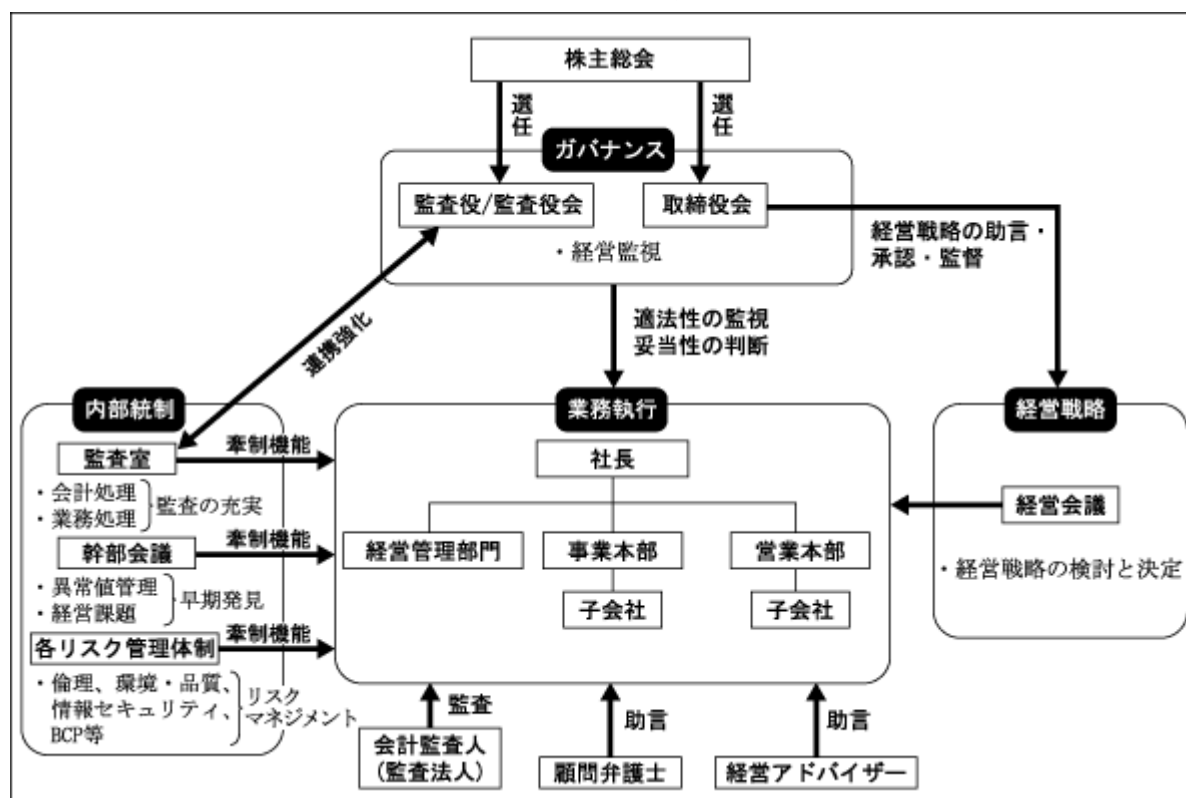 株主総会
選任
選任
ガバナンス
監査役/監査役会
取締役会
・経営監視
経営戦略の助言・
承認・監督
連携強化
適法性の監視
妥当性の判断
内部統制
監査室
・会計処理
・業務処理
監査の充実
幹部会議
・異常値管理
・経営課題
早期発見
各リスク管理体制
・倫理、環境・品質、
情報セキュリティ、
BCP等
リスク
マネジメント
牽制機能
牽制機能
牽制機能
業務執行
社長
経営管理部門
事業本部
営業本部
子会社
子会社
経営戦略
経営会議
・経営戦略の検討と決定
監査
助言
助言
会計監査人
(監査法人)
顧問弁護士
経営アドバイザー